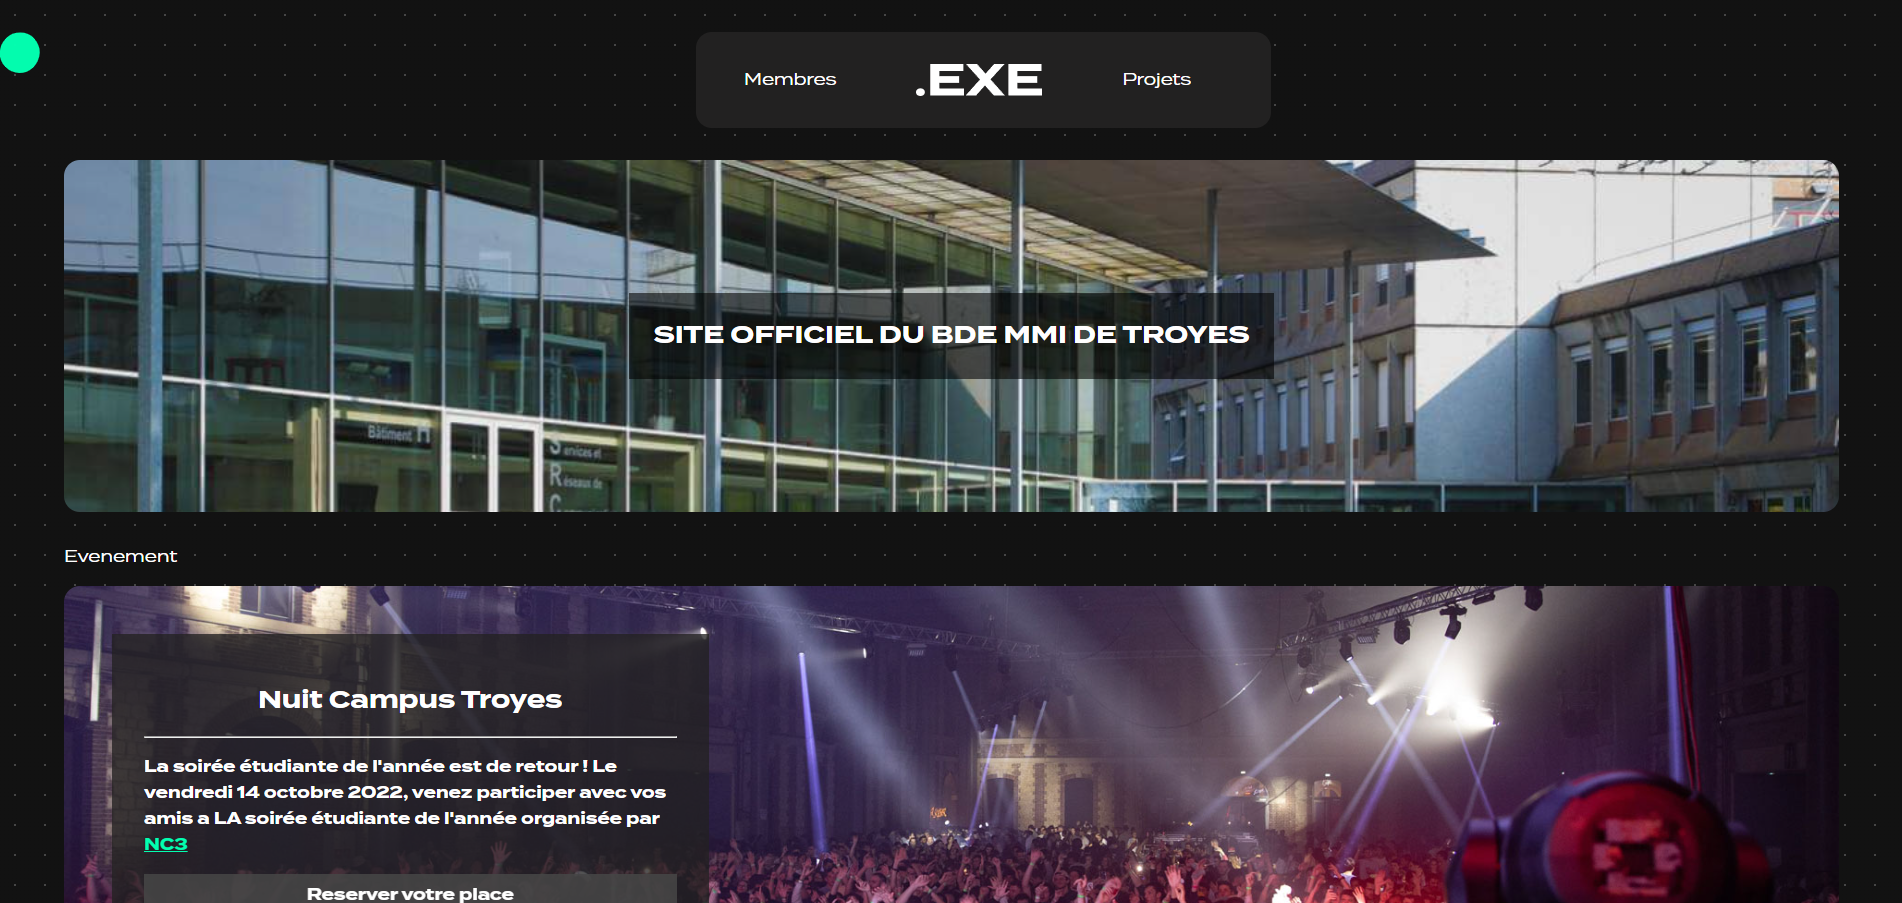 Membres
.EXE
Projets
SITE OFFICIEL DU BDE MMI DE TROYES
Bâtiment H
Services et
Réseaux de
Evenement
Nuit Campus Troyes
La soirée étudiante de l'année est de retour ! Le
vendredi 14 octobre 2022, venez participer avec vos
amis a LA soirée étudiante de l'année organisée par
NC3
Reserver votre place